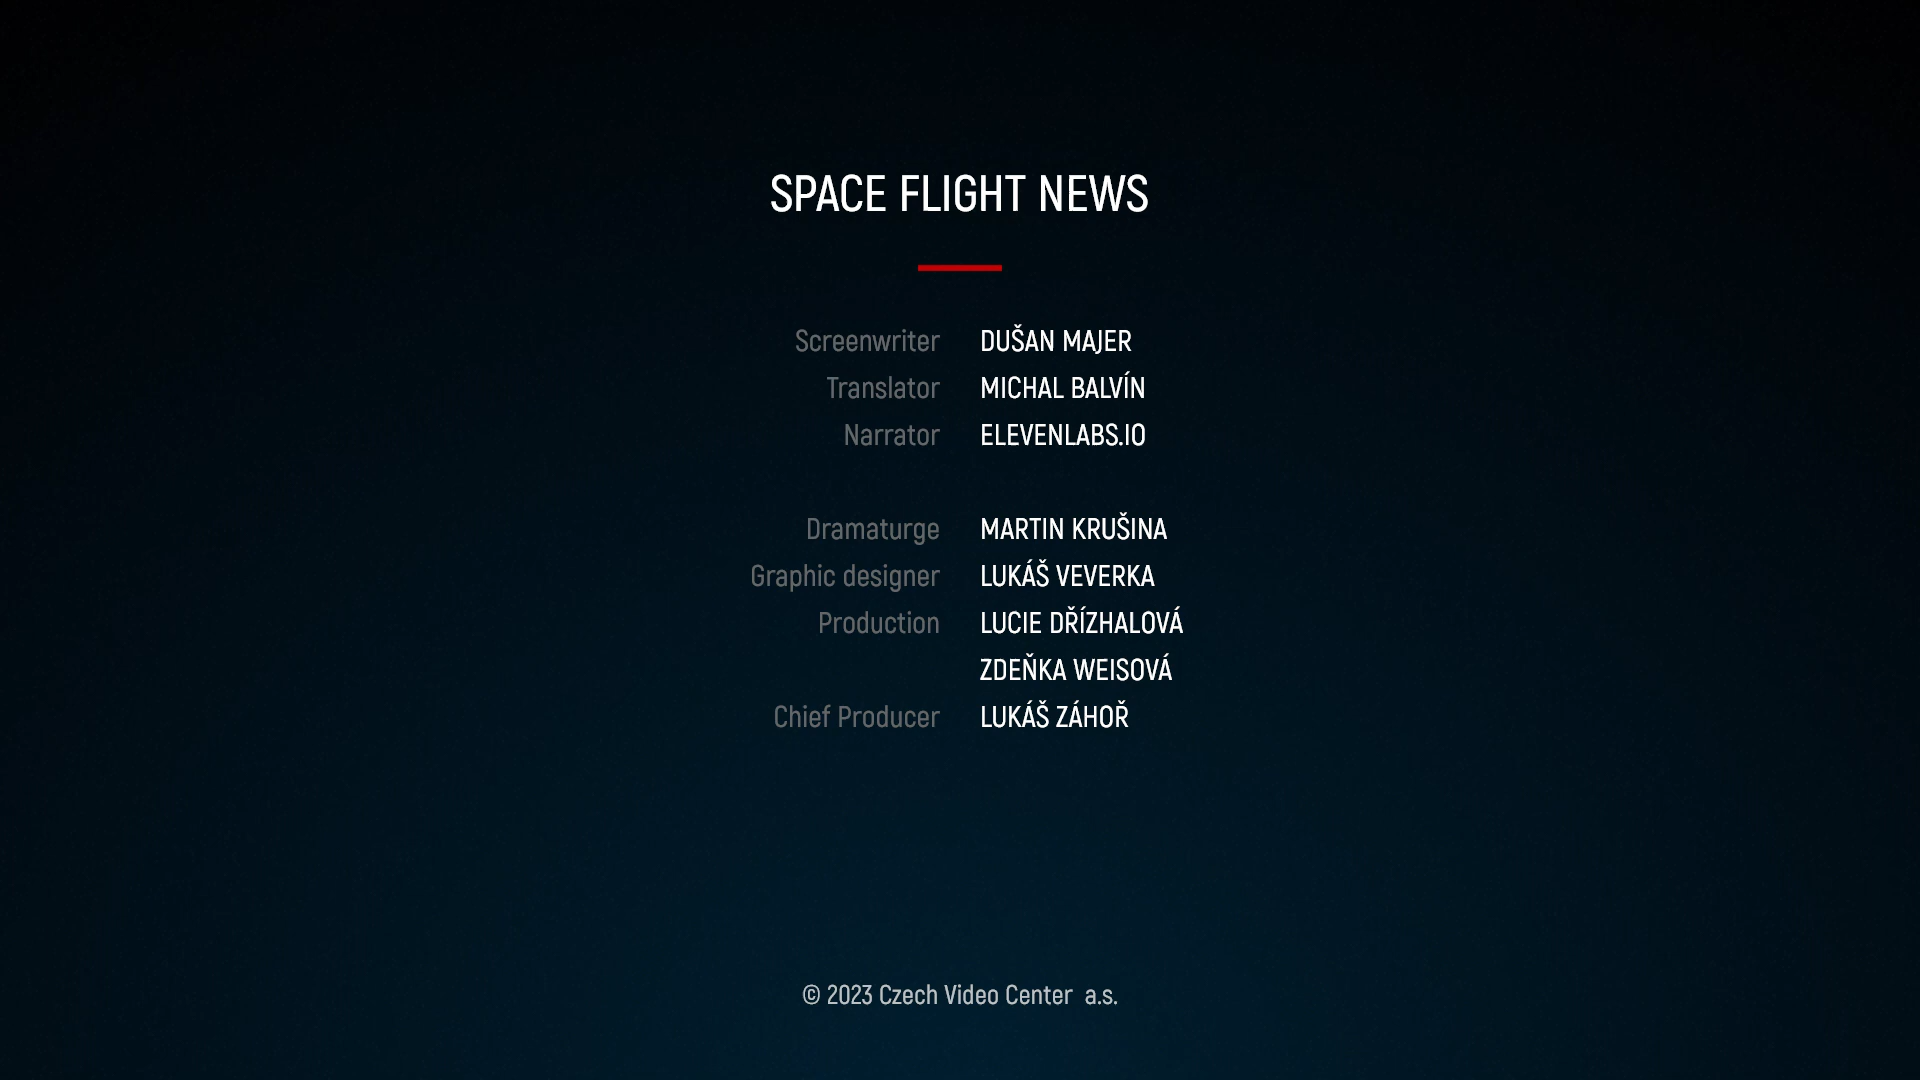 SPACE FLIGHT NEWS
Screenwriter DUŠAN MAJER
Translator MICHAL BALVÍN
Narrator ELEVENLABS.IO
Dramaturge MARTIN KRUŠINA
Graphic designer LUKÁŠ VEVERKA
Production LUCIE DŘÍZHALOVÁ
ZDEŇKA WEISOVÁ
Chief Producer LUKÁŠ ZÁHOŘ
© 2023 Czech Video Center a.s.